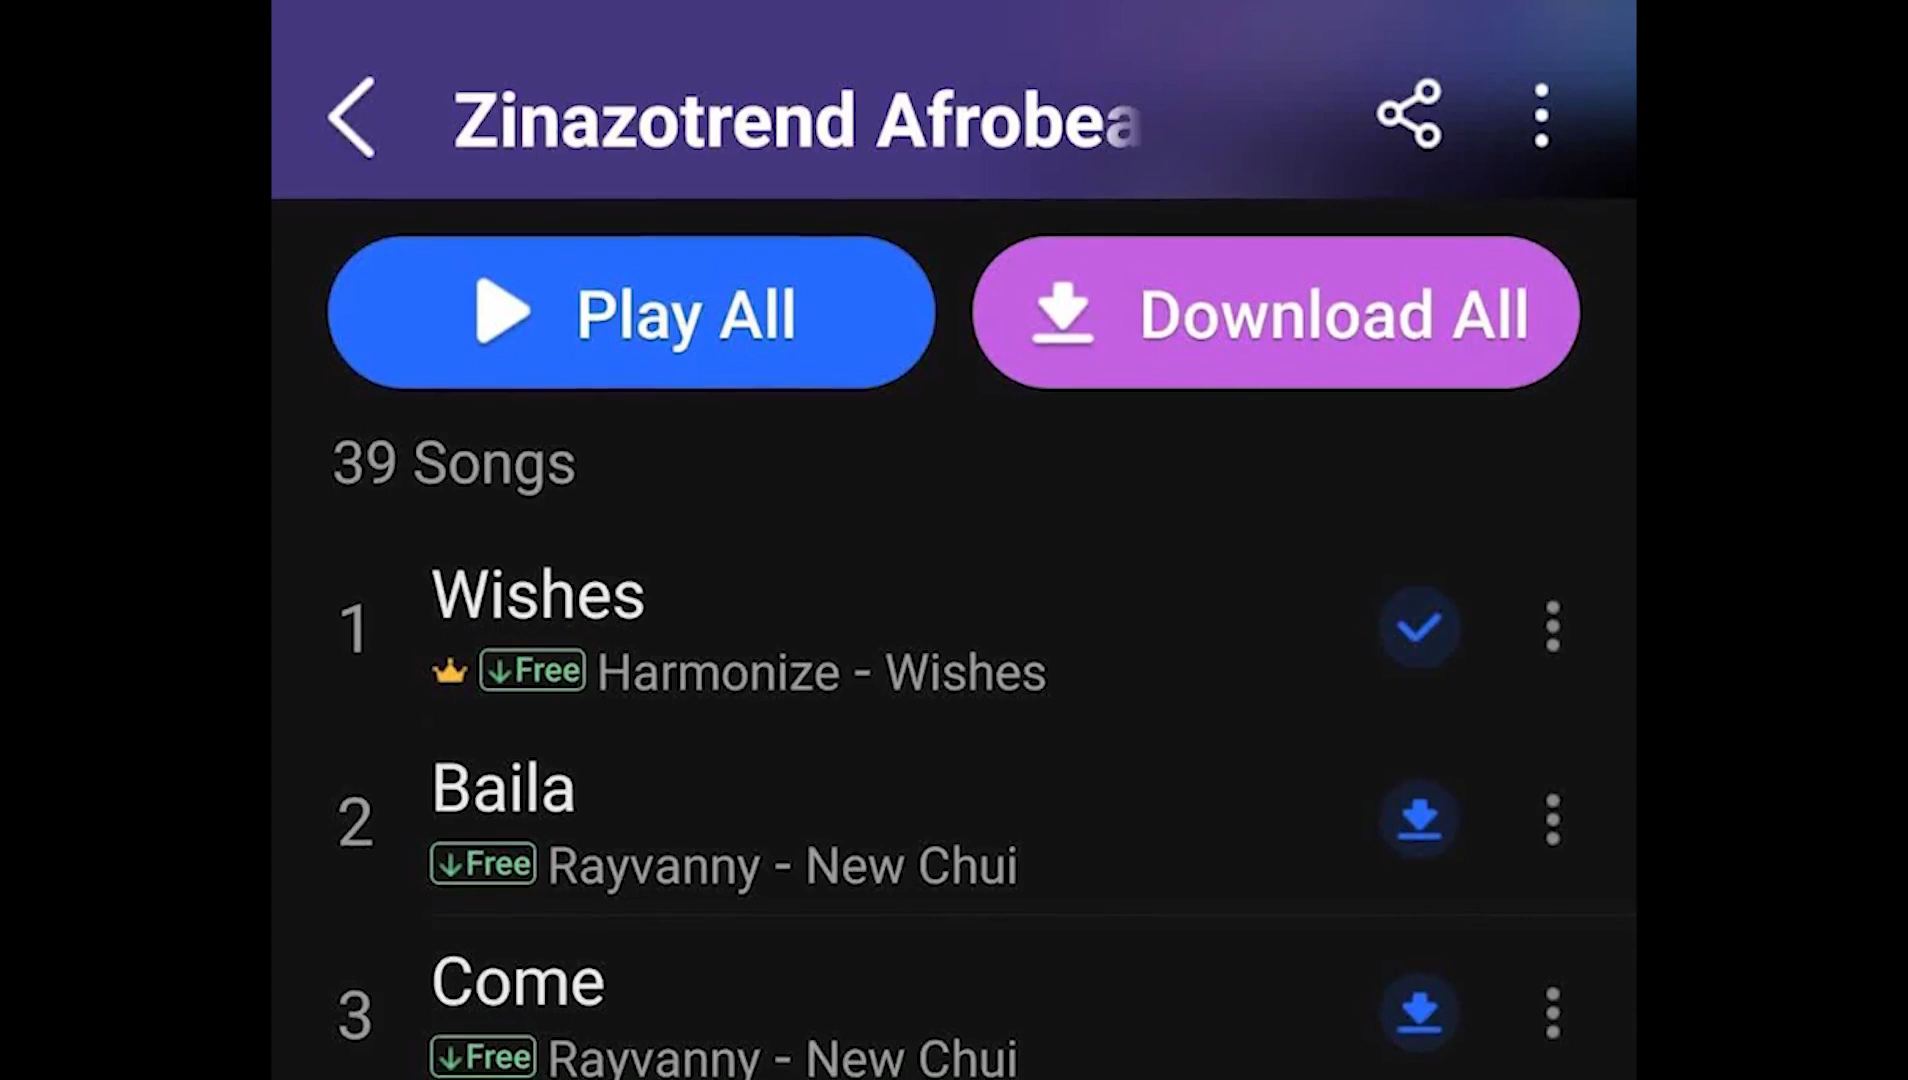 Zinazotrend Afrobea
Play All
Download All
39 Songs
1
Wishes
Free Harmonize - Wishes
2
Baila
Free Rayvanny - New Chui
3
Come
Free Rayvanny - New Chui